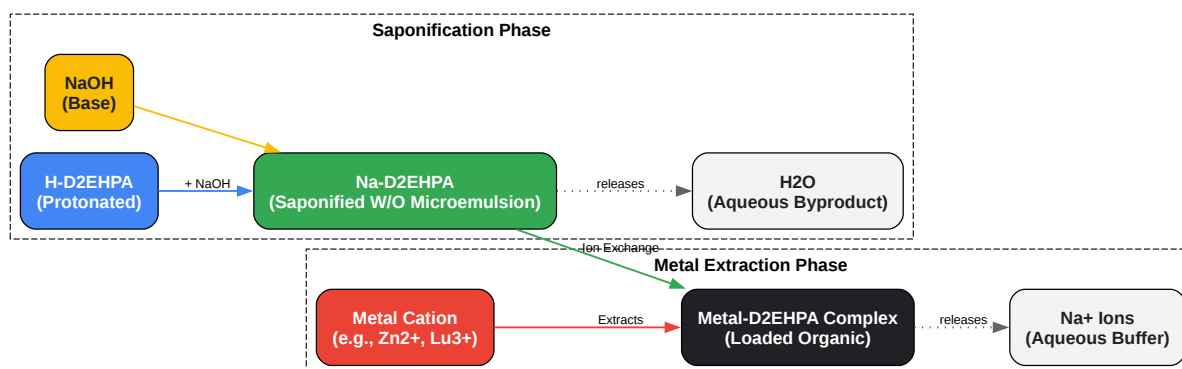 Saponification Phase
NaOH
(Base)
H-D2EHPA
(Protonated)
+ NaOH
Na-D2EHPA
(Saponified W/O Microemulsion)
releases
H2O
(Aqueous Byproduct)
Ion Exchange
Metal Extraction Phase
Metal Cation
(e.g., Zn2+, Lu3+)
Extracts
Metal-D2EHPA Complex
(Loaded Organic)
releases
Na+ Ions
(Aqueous Buffer)